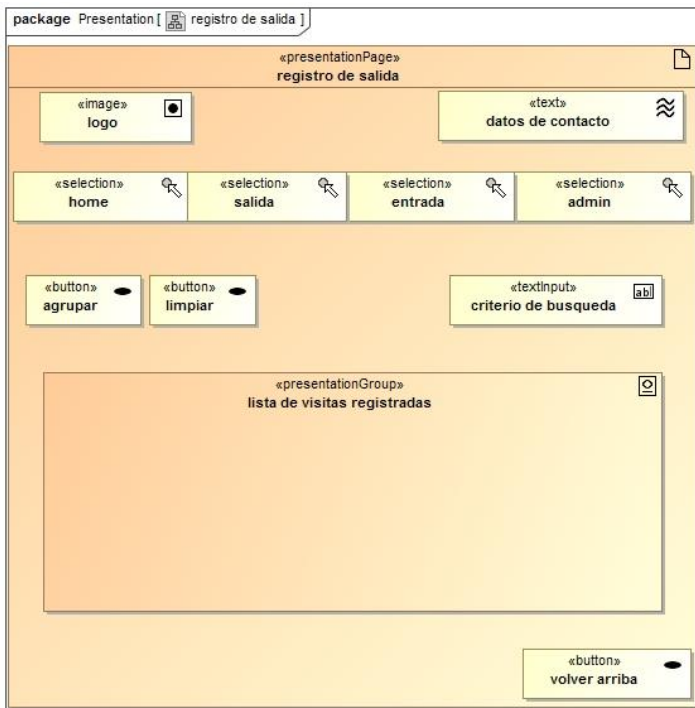 package Presentation [ registro de salida ]
«presentationPage»
registro de salida
«image»
logo
«text»
datos de contacto
«selection»
home
«selection»
salida
«selection»
entrada
«selection»
admin
«button»
agrupar
«button»
limpiar
«textInput»
criterio de busqueda
ab
«presentationGroup»
lista de visitas registradas
«button»
volver arriba